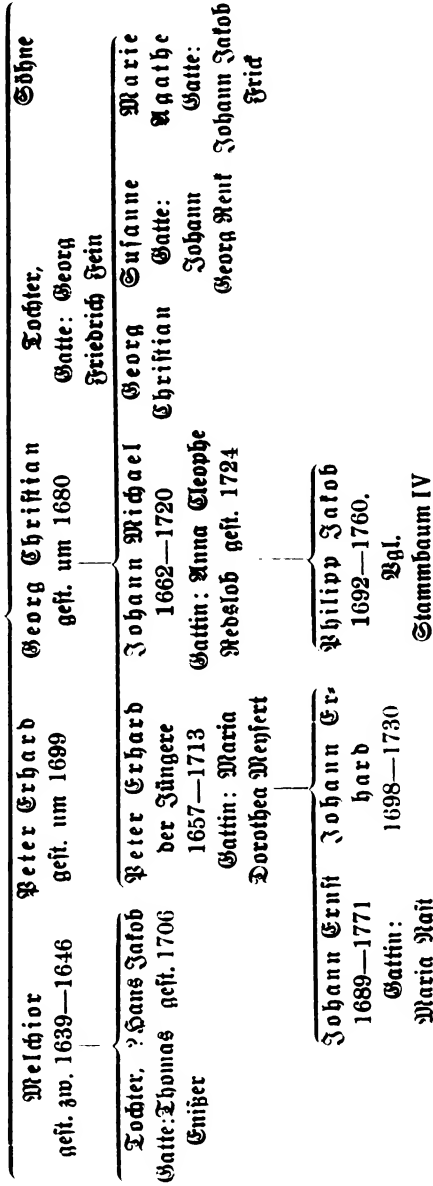 Melchior
gest. zw. 1639—1646
Peter Erhard
gest. um 1699
Georg Christian
gest. um 1680
Tochter,
Gatte: Georg
Friedrich Fein
Söhne
Tochter,
Gatte: Thomas
Enißer
? Hans Jakob
gest. 1706
Peter Erhard
der Jüngere
1657—1713
Gattin: Maria
Dorothea Meyfert
Johann Michael
1662—1720
Gattin: Anna Cleophe
Redslob gest. 1724
Georg
Christian
Susanne
Gatte:
Johann
Georg Renk
Marie
Agathe
Gatte:
Johann Jakob
Frick
Johann Ernst
1689—1771
Gattin:
Maria Nait
Johann Er-
hard
1698—1730
Philipp Jakob
1692—1760.
Vgl.
Stammbaum IV